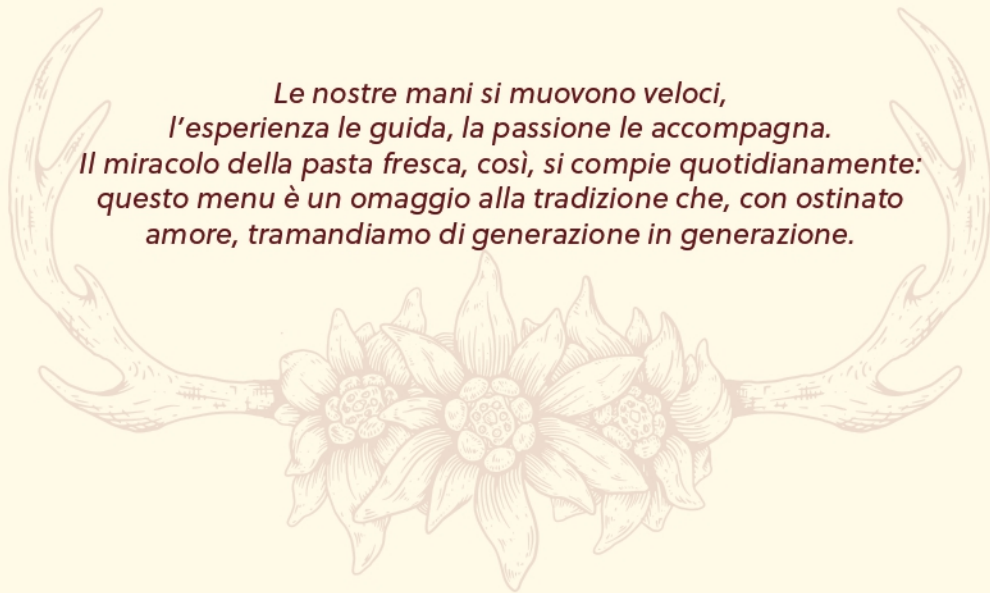 Le nostre mani si muovono veloci,
l’esperienza le guida, la passione le accompagna.
Il miracolo della pasta fresca, così, si compie quotidianamente:
questo menu è un omaggio alla tradizione che, con ostinato
amore, tramandiamo di generazione in generazione.